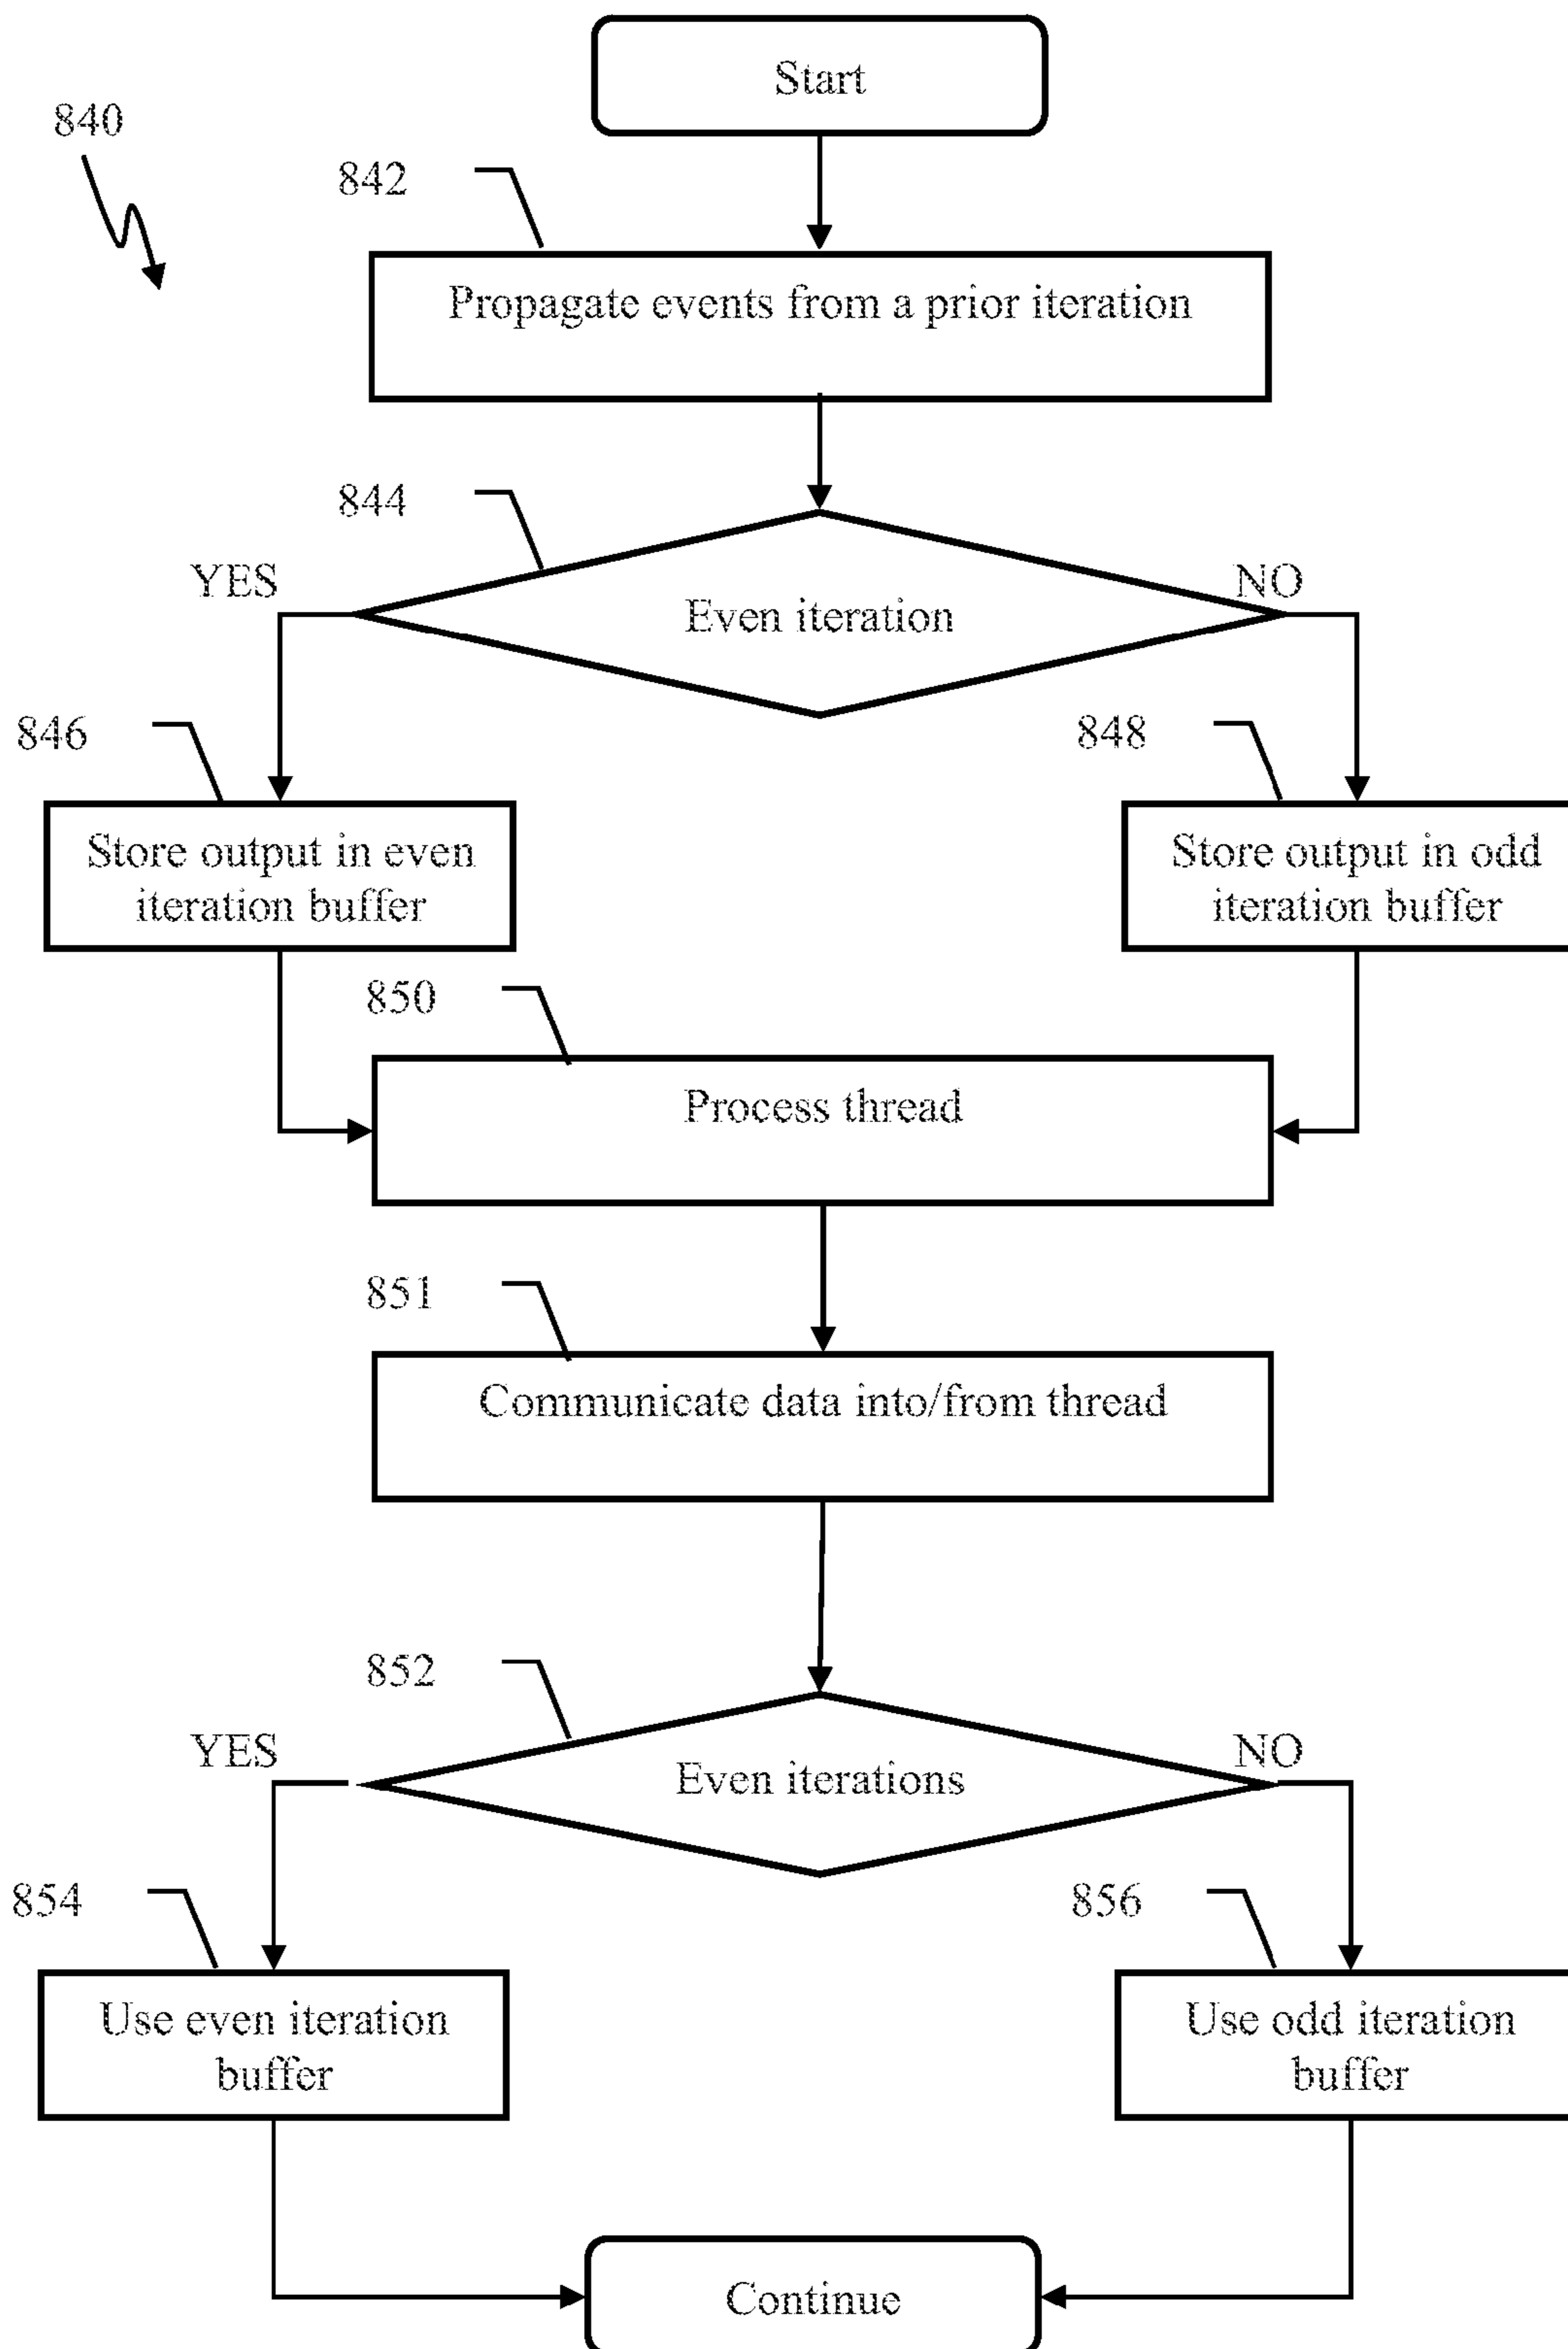 Start
840
842
Propagate events from a prior iteration
844
YES
NO
Even iteration
846
848
Store output in even
iteration buffer
Store output in odd
iteration buffer
850
Process thread
851
Communicate data into/from thread
852
YES
NO
Even iterations
854
856
Use even iteration
buffer
Use odd iteration
buffer
Continue